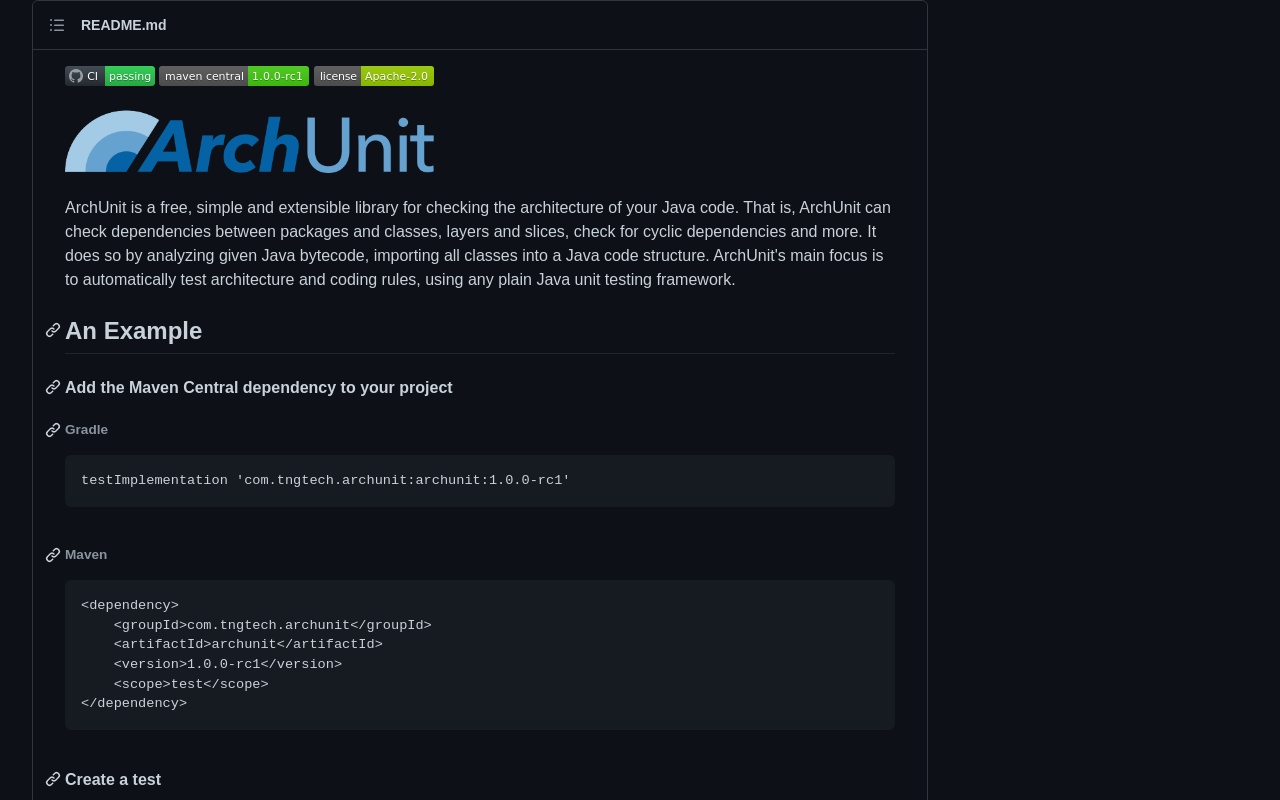 README.md
CI passing maven central 1.0.0-rc1 license Apache-2.0
ArchUnit
ArchUnit is a free, simple and extensible library for checking the architecture of your Java code. That is, ArchUnit can
check dependencies between packages and classes, layers and slices, check for cyclic dependencies and more. It
does so by analyzing given Java bytecode, importing all classes into a Java code structure. ArchUnit's main focus is
to automatically test architecture and coding rules, using any plain Java unit testing framework.
An Example
Add the Maven Central dependency to your project
Gradle
testImplementation 'com.tngtech.archunit:archunit:1.0.0-rc1'
Maven
<dependency>
    <groupId>com.tngtech.archunit</groupId>
    <artifactId>archunit</artifactId>
    <version>1.0.0-rc1</version>
    <scope>test</scope>
</dependency>
Create a test